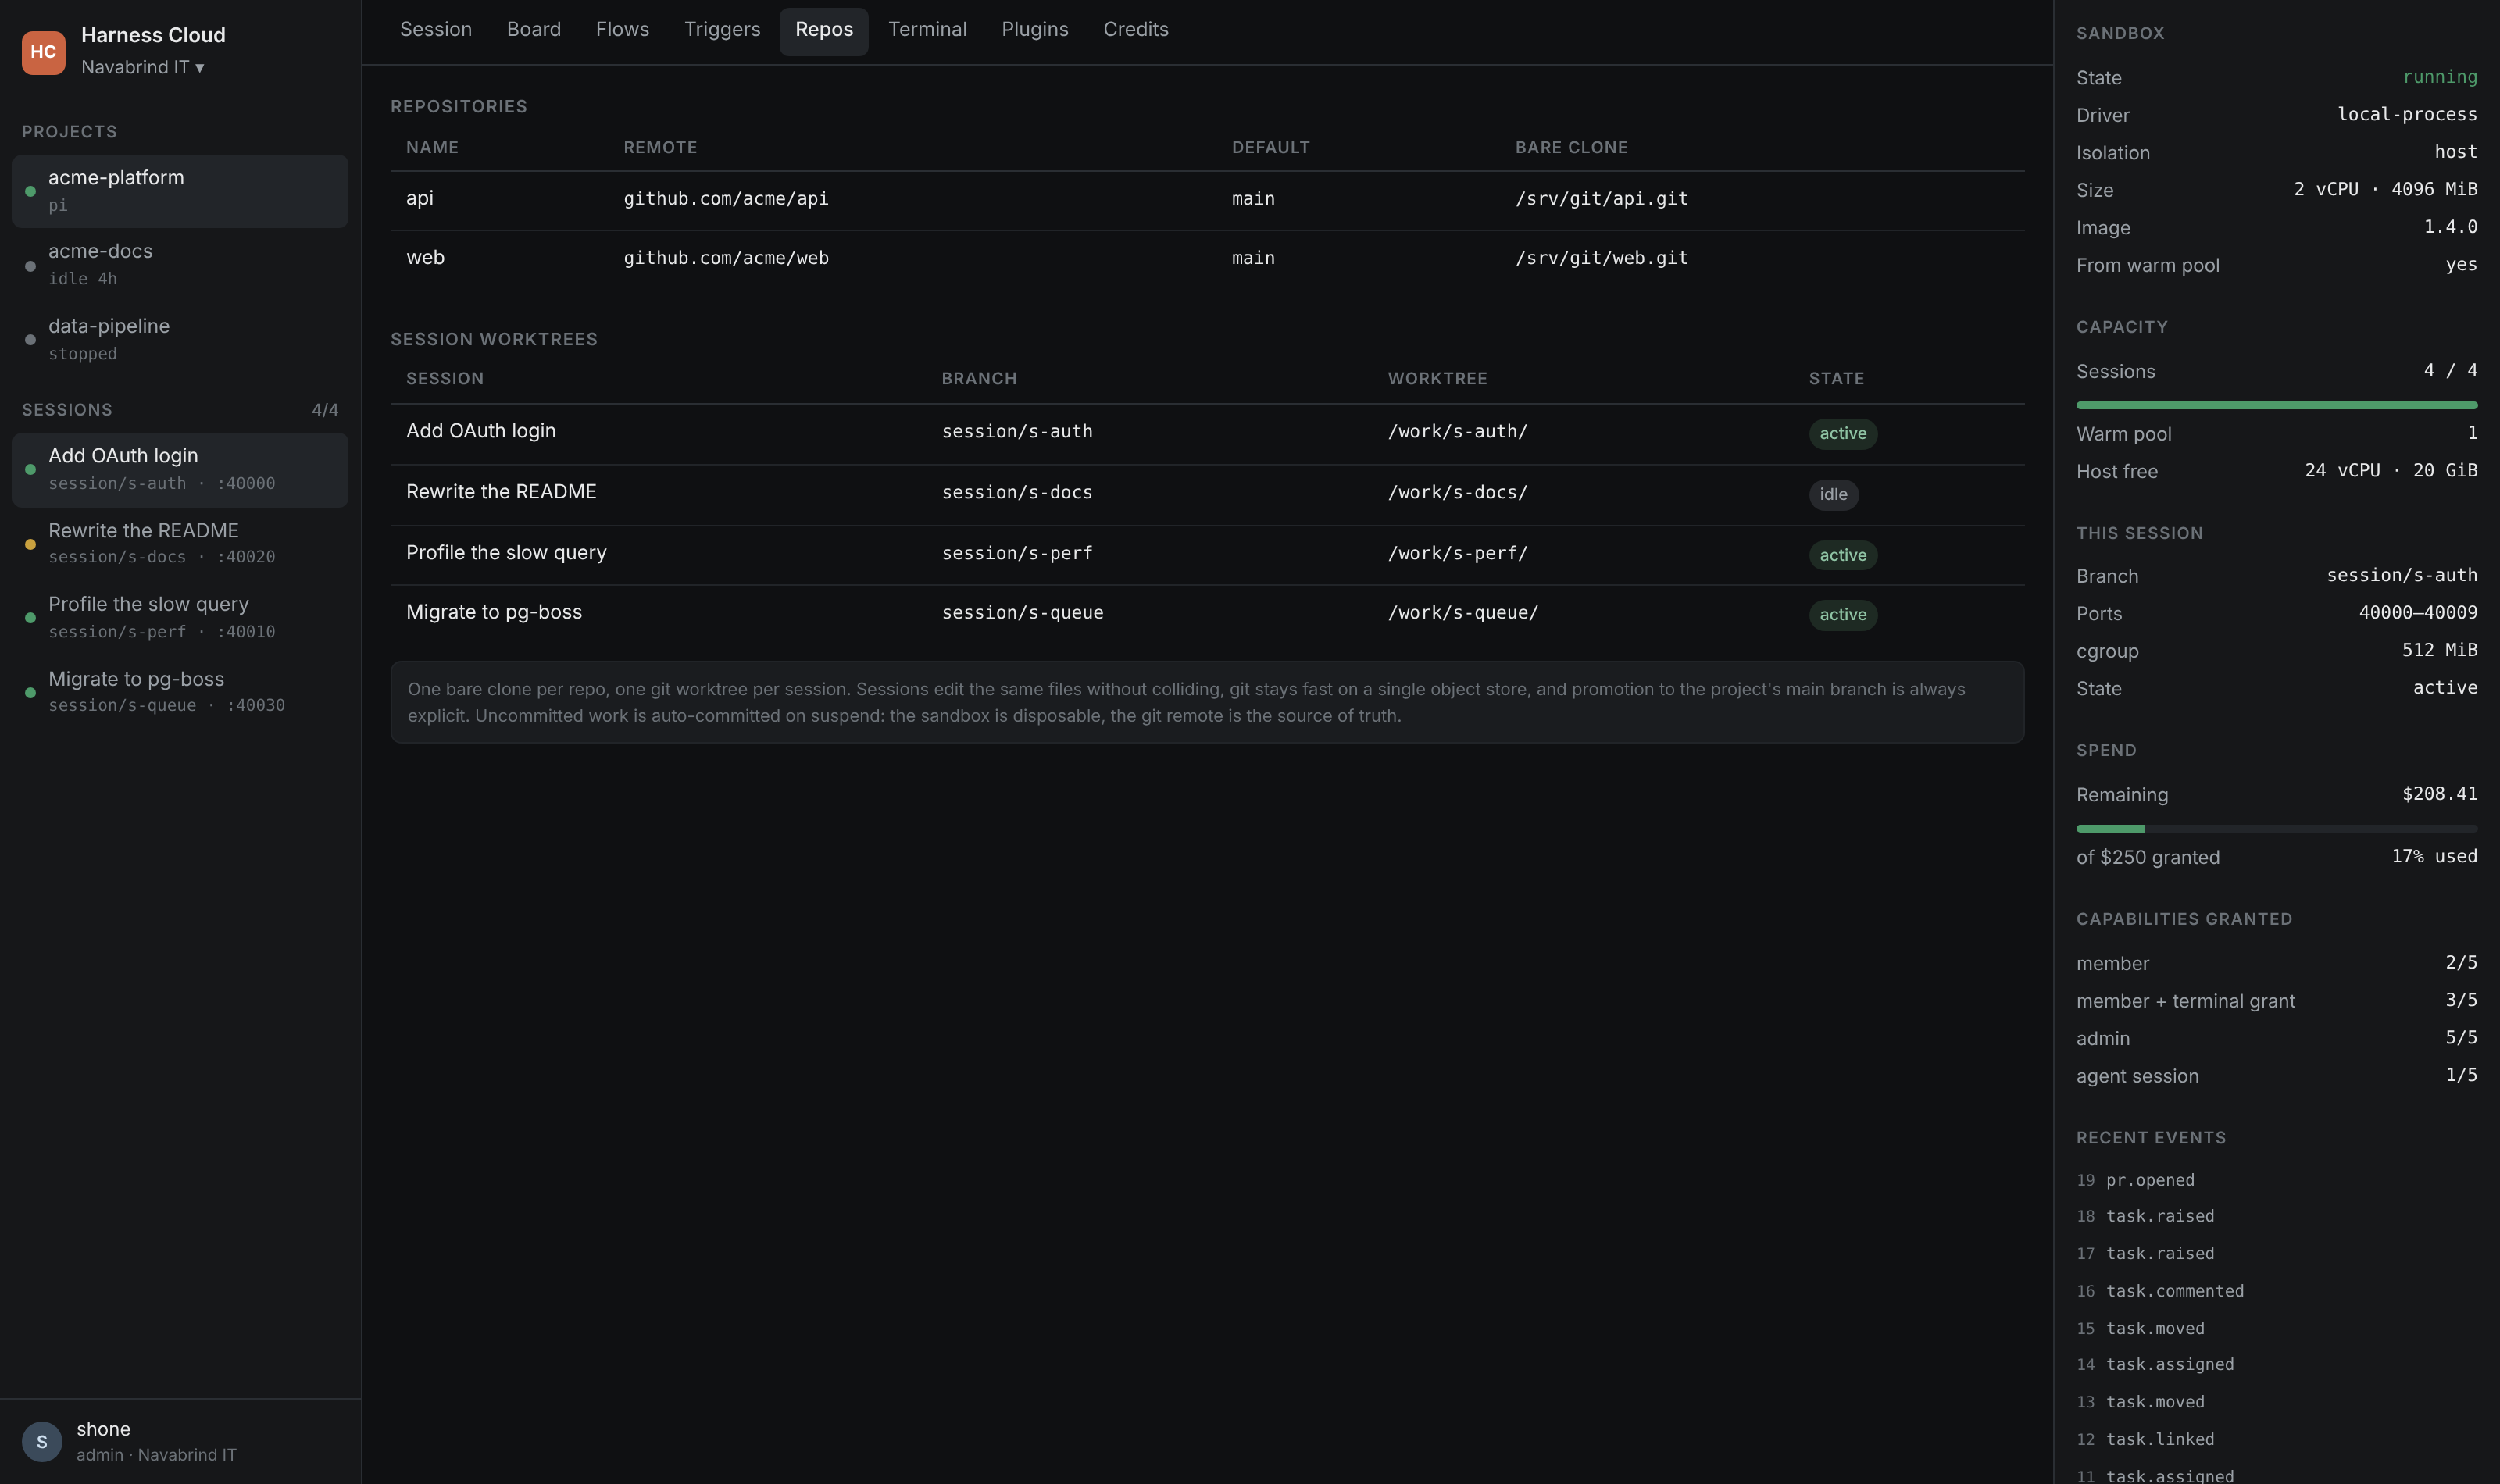 HC
Harness Cloud
Navabrind IT ▾
PROJECTS
acme-platform
pi
acme-docs
idle 4h
data-pipeline
stopped
SESSIONS 4/4
Add OAuth login
session/s-auth · :40000
Rewrite the README
session/s-docs · :40020
Profile the slow query
session/s-perf · :40010
Migrate to pg-boss
session/s-queue · :40030
S
shone
admin · Navabrind IT
Session Board Flows Triggers Repos Terminal Plugins Credits
REPOSITORIES
NAME REMOTE DEFAULT BARE CLONE
api github.com/acme/api main /srv/git/api.git
web github.com/acme/web main /srv/git/web.git
SESSION WORKTREES
SESSION BRANCH WORKTREE STATE
Add OAuth login session/s-auth /work/s-auth/ active
Rewrite the README session/s-docs /work/s-docs/ idle
Profile the slow query session/s-perf /work/s-perf/ active
Migrate to pg-boss session/s-queue /work/s-queue/ active
One bare clone per repo, one git worktree per session. Sessions edit the same files without colliding, git stays fast on a single object store, and promotion to the project's main branch is always
explicit. Uncommitted work is auto-committed on suspend: the sandbox is disposable, the git remote is the source of truth.
SANDBOX
State running
Driver local-process
Isolation host
Size 2 vCPU · 4096 MiB
Image 1.4.0
From warm pool yes
CAPACITY
Sessions 4 / 4
Warm pool 1
Host free 24 vCPU · 20 GiB
THIS SESSION
Branch session/s-auth
Ports 40000–40009
cgroup 512 MiB
State active
SPEND
Remaining $208.41
of $250 granted 17% used
CAPABILITIES GRANTED
member 2/5
member + terminal grant 3/5
admin 5/5
agent session 1/5
RECENT EVENTS
19 pr.opened
18 task.raised
17 task.raised
16 task.commented
15 task.moved
14 task.assigned
13 task.moved
12 task.linked
11 task.assigned